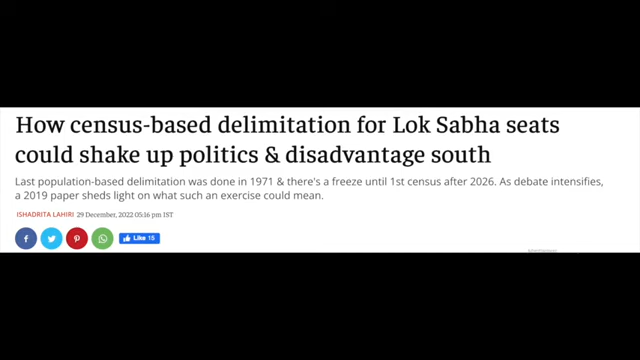 How census-based delimitation for Lok Sabha seats
could shake up politics & disadvantage south
Last population-based delimitation was done in 1971 & there's a freeze until 1st census after 2026. As debate intensifies,
a 2019 paper sheds light on what such an exercise could mean.
ISHADRITA LAHIRI 29 December, 2022 05:16 pm IST
Like 15